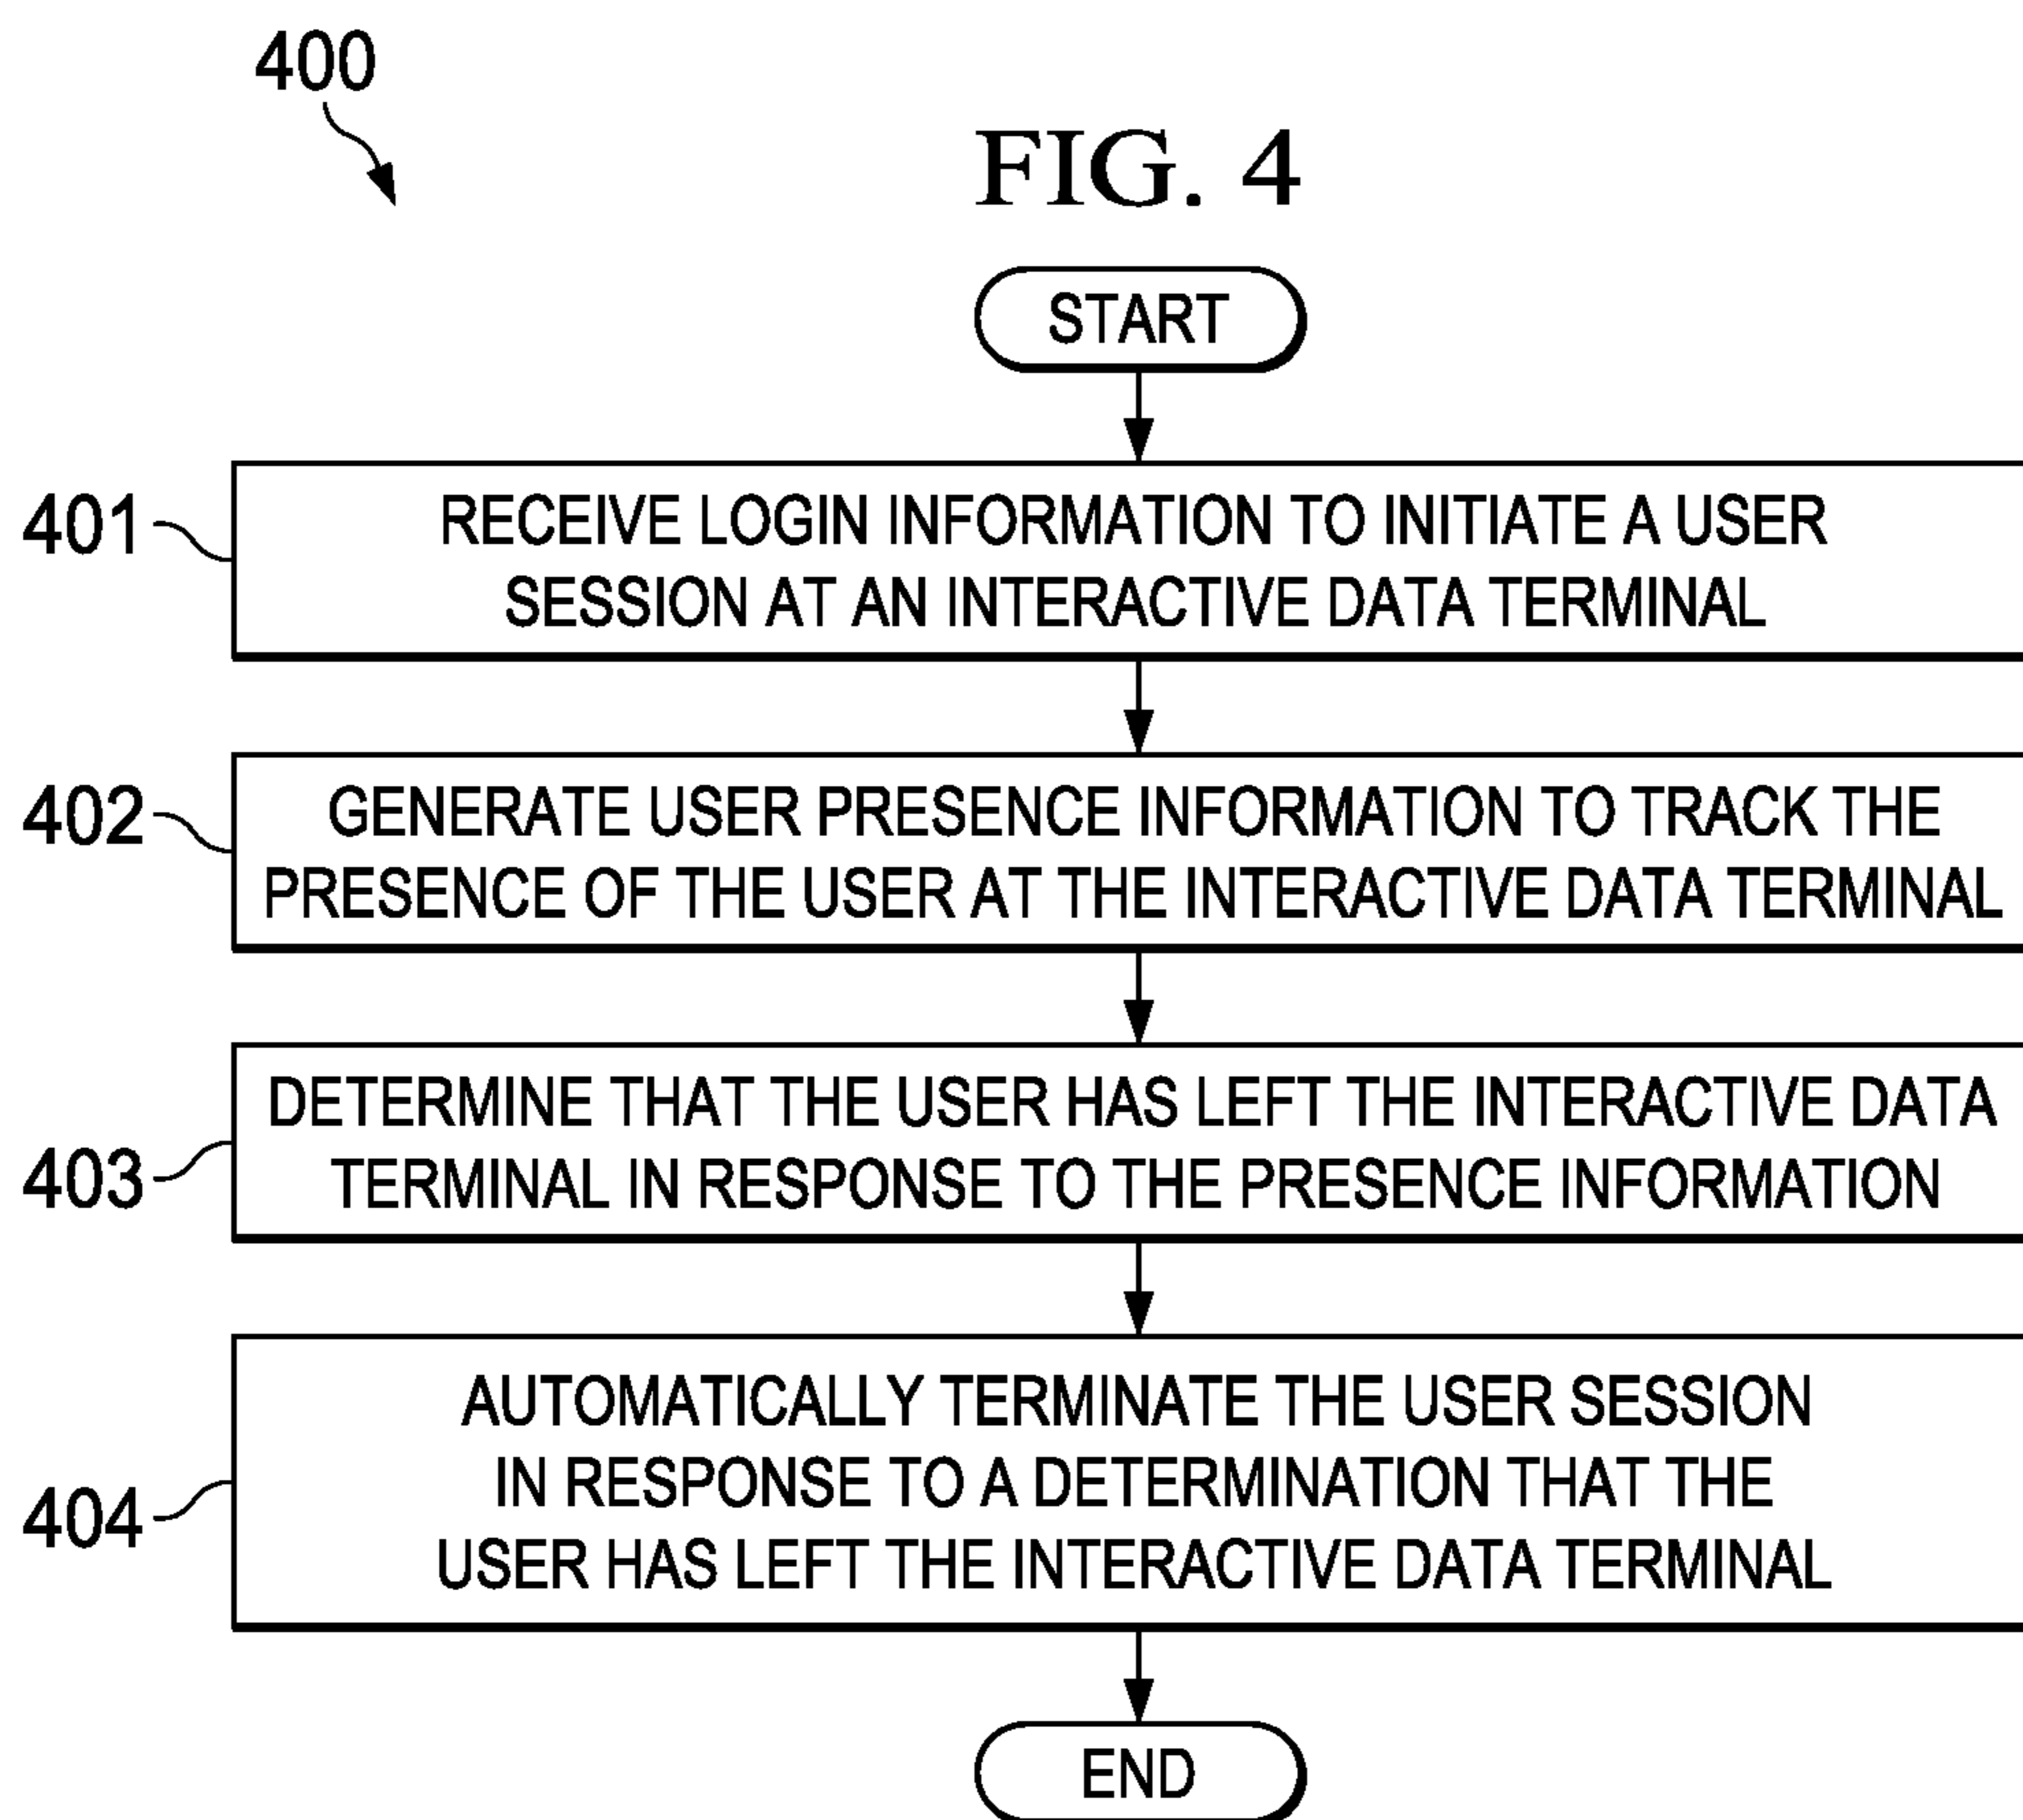 400
FIG. 4
START
401
RECEIVE LOGIN INFORMATION TO INITIATE A USER
SESSION AT AN INTERACTIVE DATA TERMINAL
402
GENERATE USER PRESENCE INFORMATION TO TRACK THE
PRESENCE OF THE USER AT THE INTERACTIVE DATA TERMINAL
403
DETERMINE THAT THE USER HAS LEFT THE INTERACTIVE DATA
TERMINAL IN RESPONSE TO THE PRESENCE INFORMATION
404
AUTOMATICALLY TERMINATE THE USER SESSION
IN RESPONSE TO A DETERMINATION THAT THE
USER HAS LEFT THE INTERACTIVE DATA TERMINAL
END